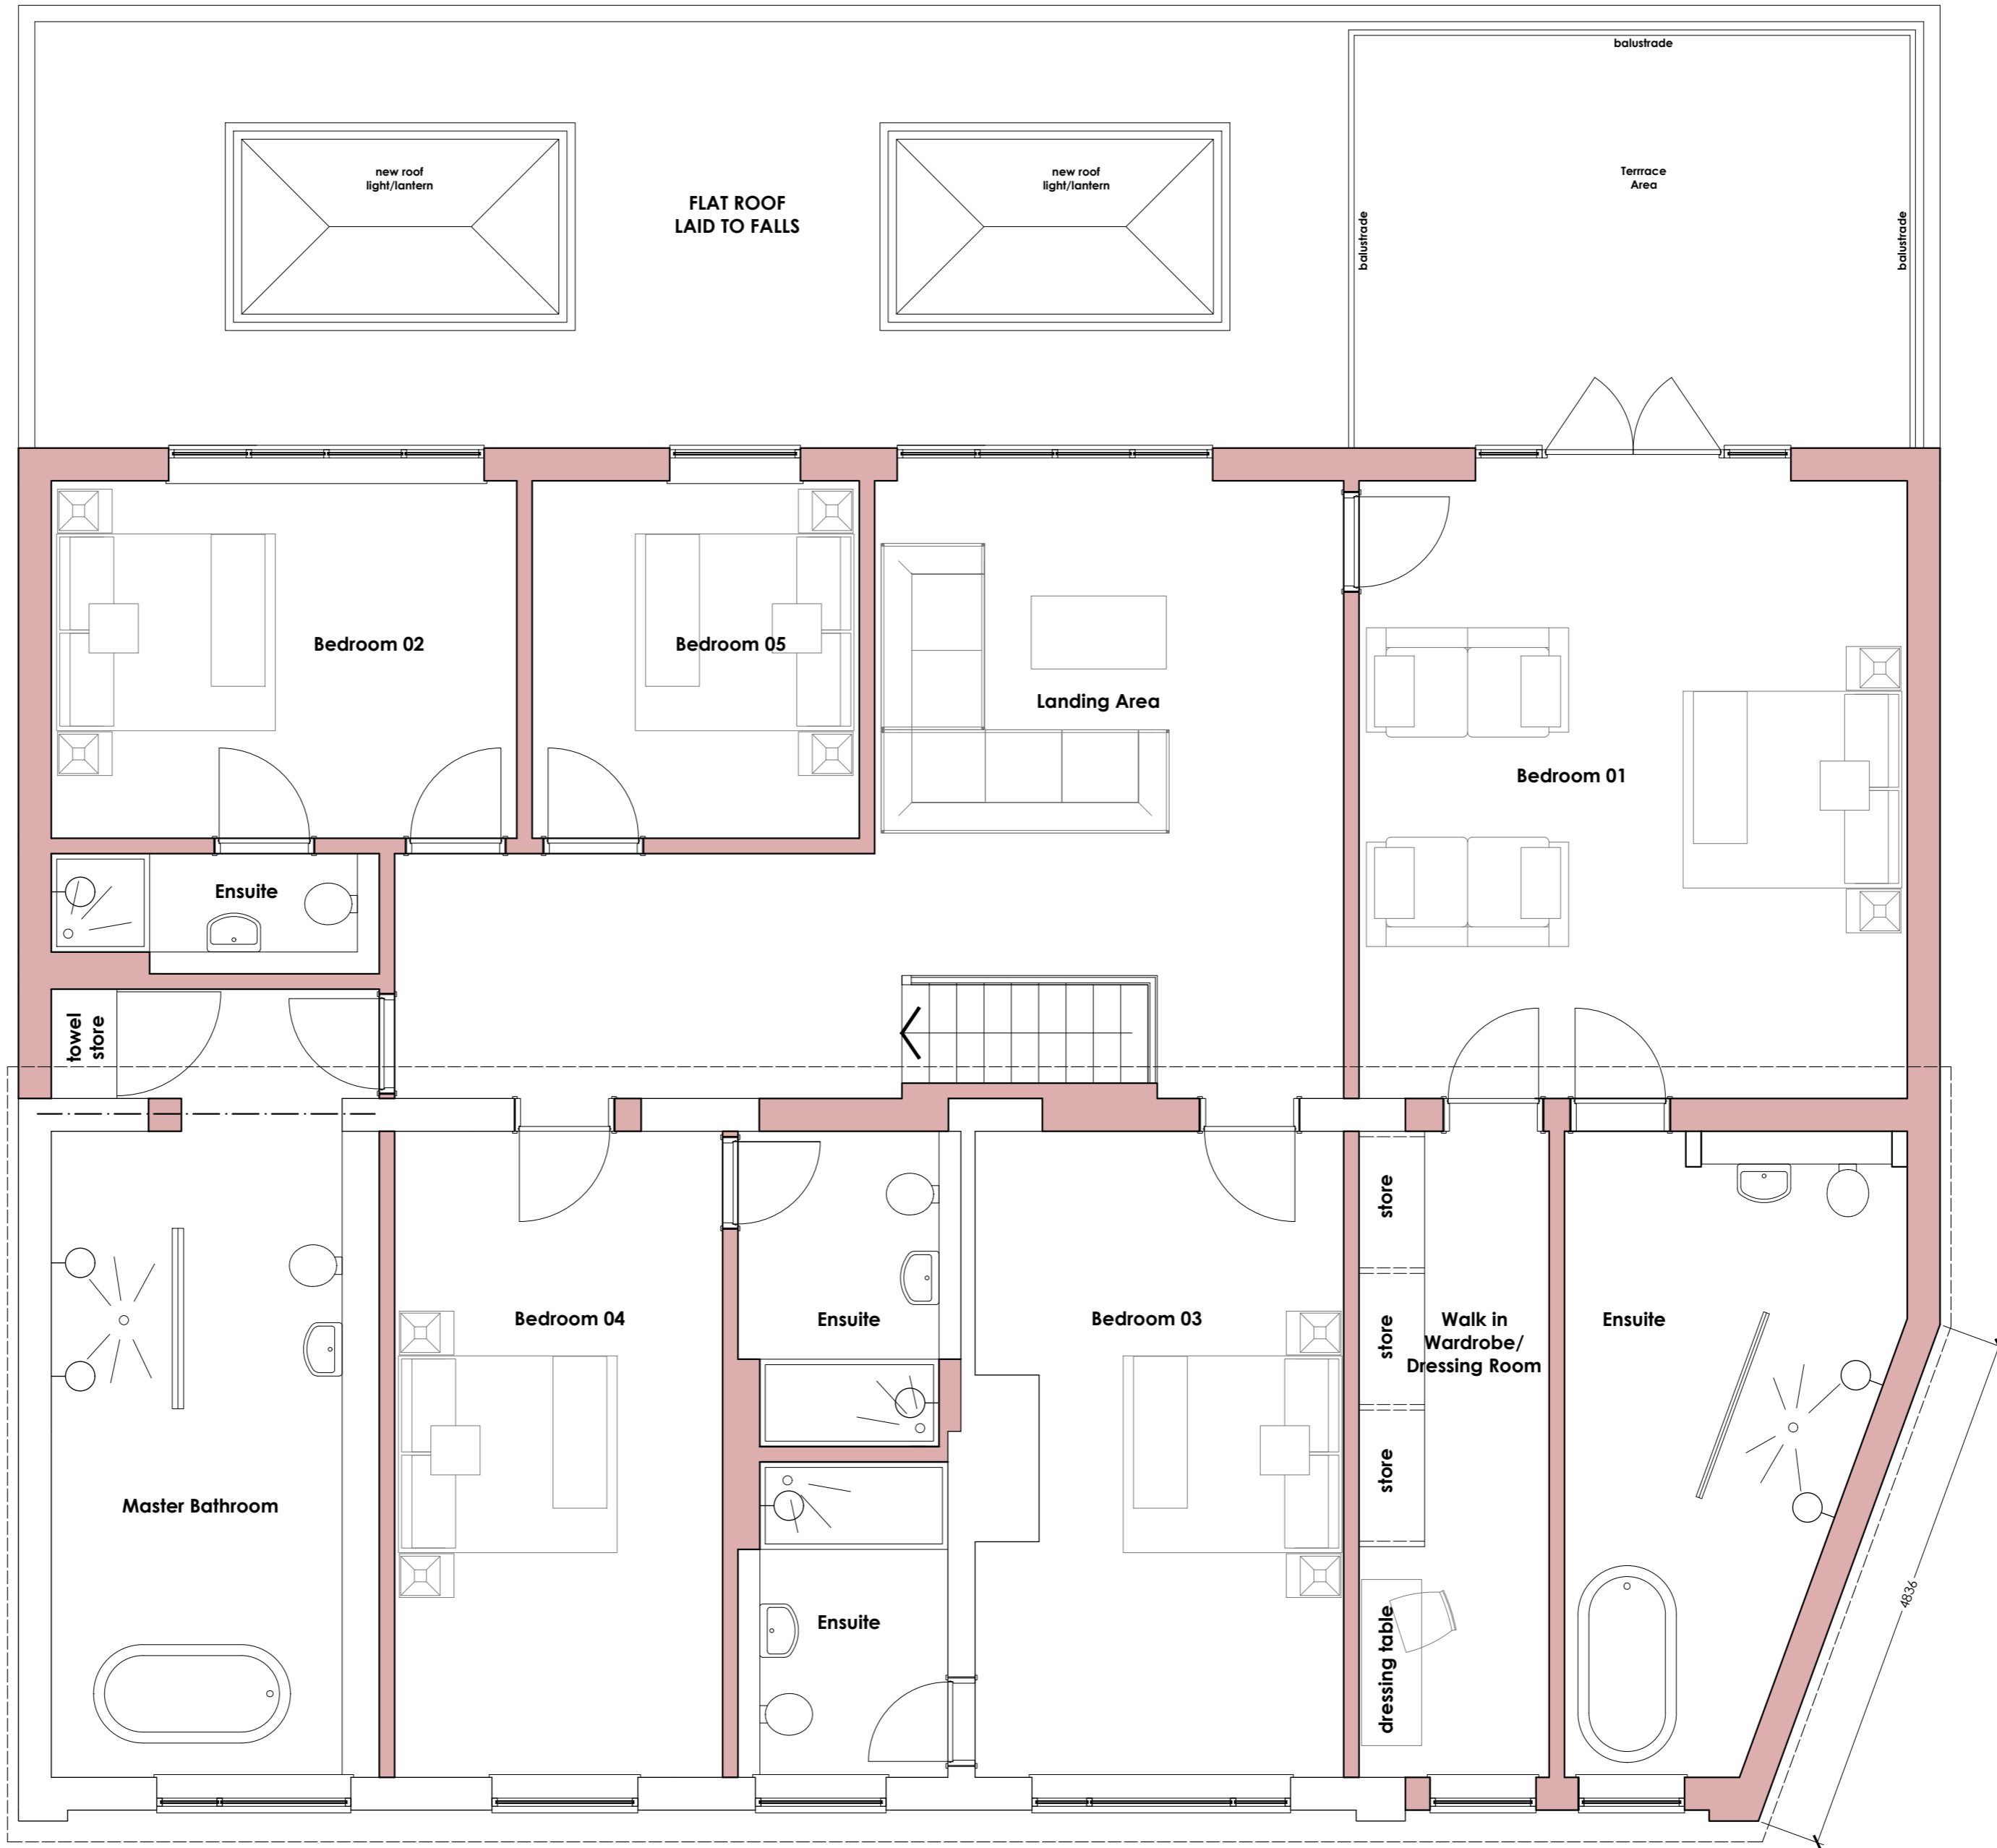 balustrade
new roof
light/lantern
FLAT ROOF
LAID TO FALLS
new roof
light/lantern
Terrrace
Area
balustrade
balustrade
Bedroom 02
Bedroom 05
Landing Area
Bedroom 01
Ensuite
towel
store
store
Bedroom 04
Ensuite
Bedroom 03
store
Walk in
Wardrobe/
Dressing Room
Ensuite
store
Master Bathroom
Ensuite
dressing table
4836